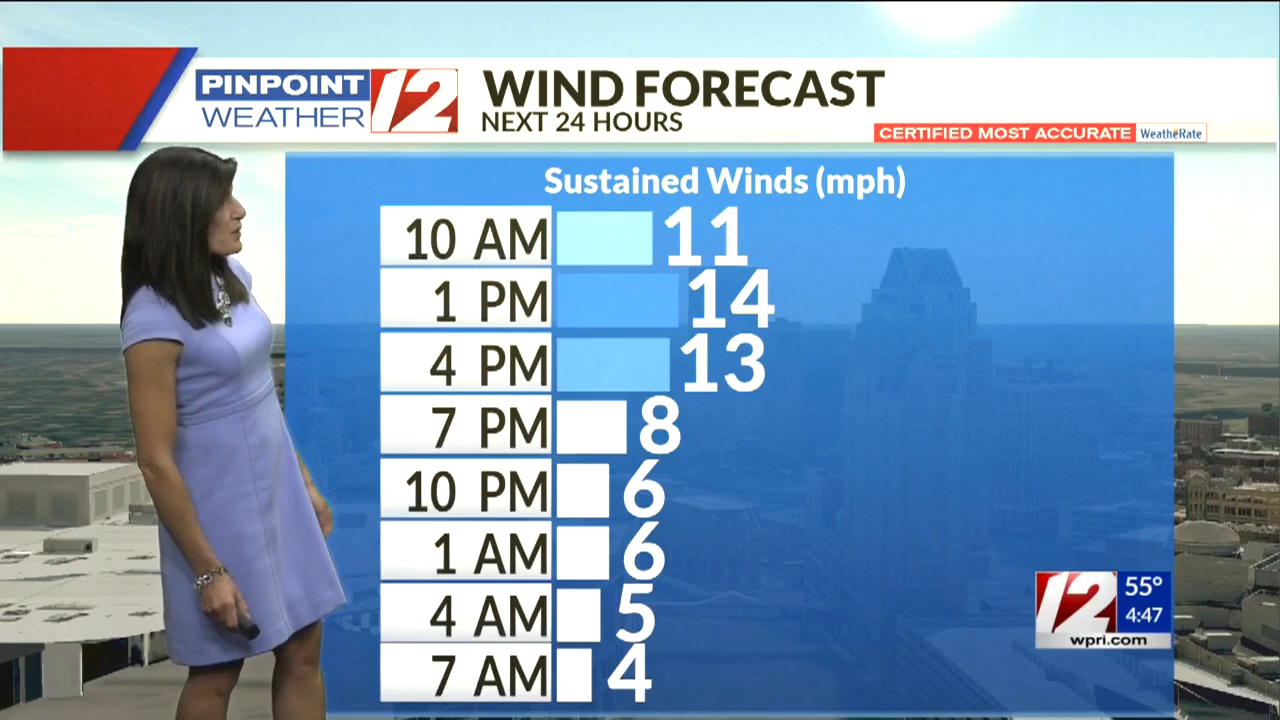 PINPOINT
WEATHER 12
WIND FORECAST
NEXT 24 HOURS
CERTIFIED MOST ACCURATE WeatheRate
Sustained Winds (mph)
10 AM 11
1 PM 14
4 PM 13
7 PM 8
10 PM 6
1 AM 6
4 AM 5
7 AM 4
12 55°
4:47
wpri.com